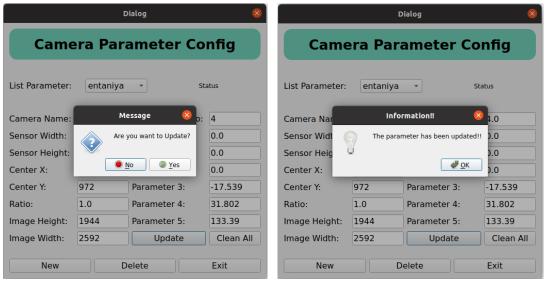 Dialog
Camera Parameter Config
List Parameter: entaniya Status
Message
Camera Name: 4
Are you want to Update?
Sensor Width: 0.0
Sensor Height: 0.0
No Yes
Center X: 0.0
Center Y: 972 Parameter 3: -17.539
Ratio: 1.0 Parameter 4: 31.802
Image Height: 1944 Parameter 5: 133.39
Image Width: 2592 Update Clean All
New Delete Exit
Dialog
Camera Parameter Config
List Parameter: entaniya Status
Information!!
Camera
The parameter has been updated!!
Sensor 0.0
Sensor 0.0
OK
Center X: 0.0
Center Y: 972 Parameter 3: -17.539
Ratio: 1.0 Parameter 4: 31.802
Image Height: 1944 Parameter 5: 133.39
Image Width: 2592 Update Clean All
New Delete Exit